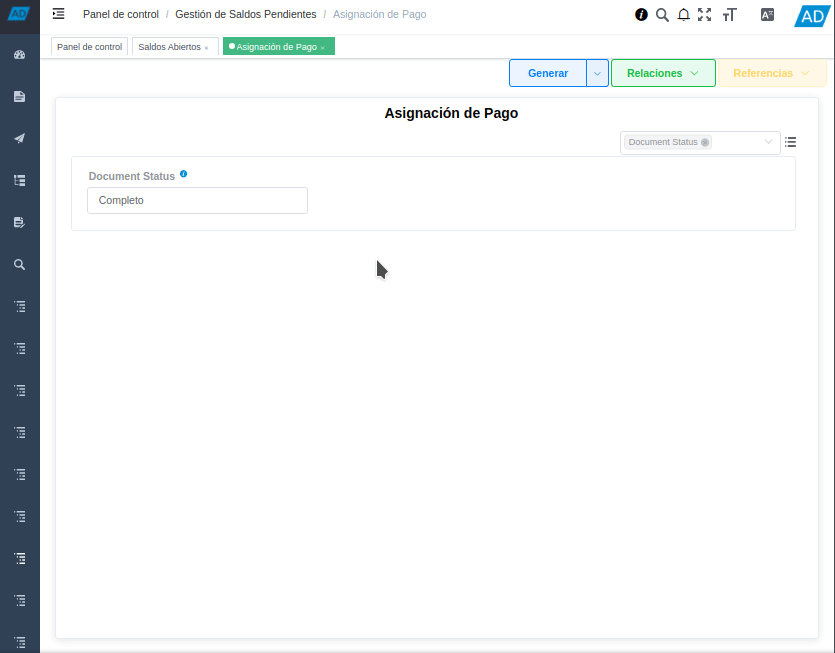 AD
Panel de control / Gestión de Saldos Pendientes / Asignación de Pago
AD
Panel de control
Saldos Abiertos ×
Asignación de Pago ×
Generar
Relaciones
Referencias
Asignación de Pago
Document Status
Document Status
Completo